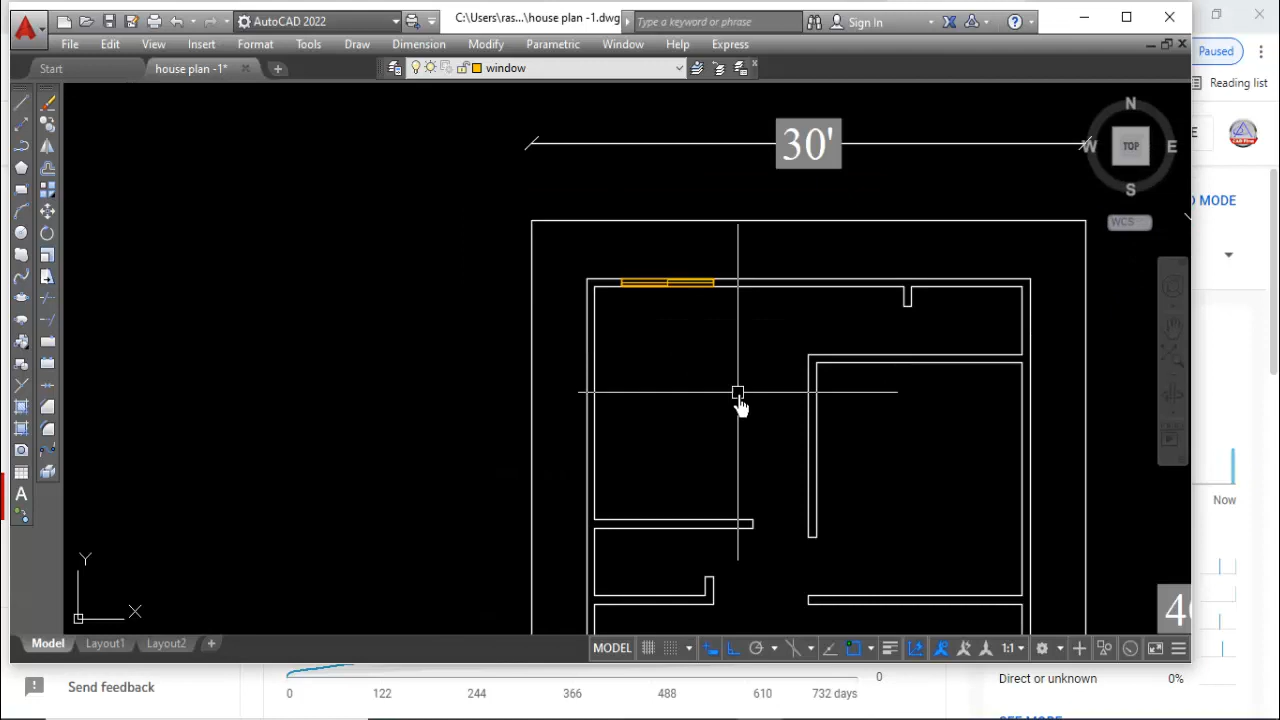 AutoCAD 2022
C:\Users\ras...\house plan -1.dwg
Type a keyword or phrase
Sign In
File Edit View Insert Format Tools Draw Dimension Modify Parametric Window Help Express
Paused
Start
house plan -1*
window
Reading list
30'
N
W
TOP
E
S
WCS
E
D MODE
Now
Y
X
A
4
Model Layout1 Layout2
MODEL
1:1
Send feedback
0
0 122 244 366 488 610 732 days
Direct or unknown 0%
SEE MORE